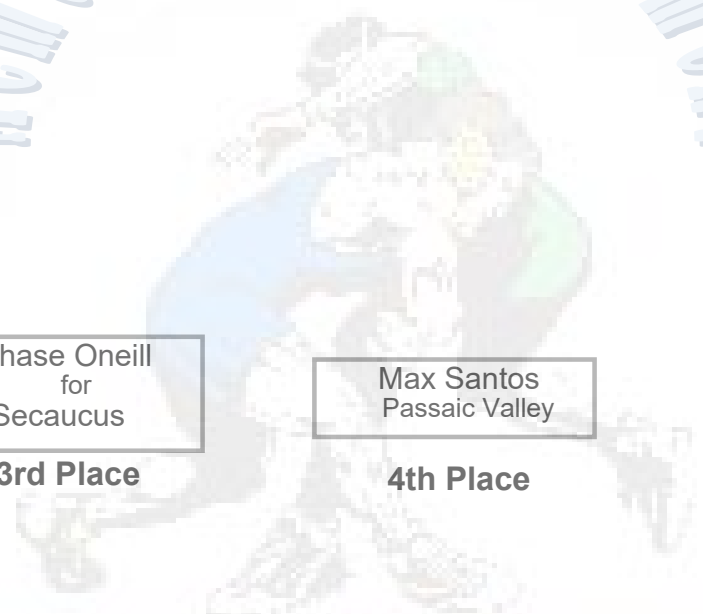 hase Oneill
for
Secaucus
3rd Place
Max Santos
Passaic Valley
4th Place